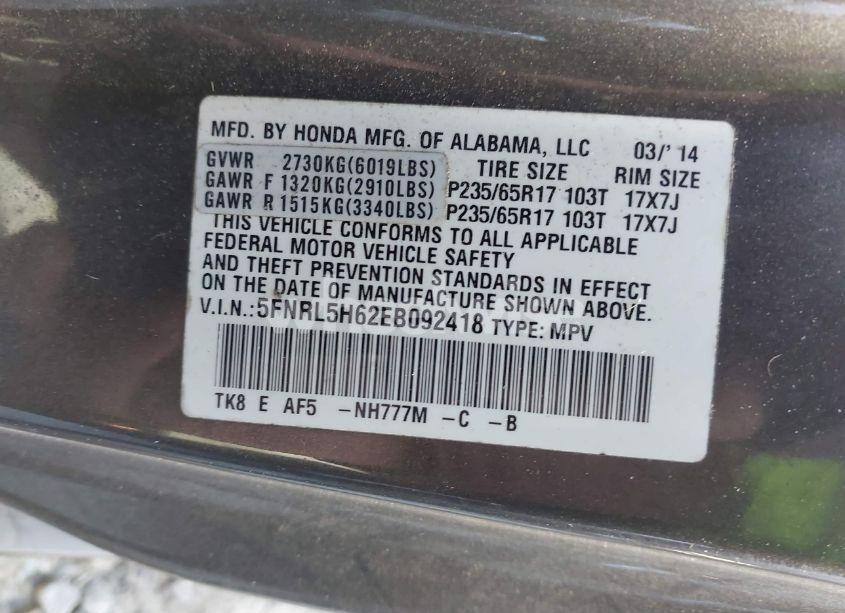 MFD. BY HONDA MFG. OF ALABAMA, LLC 03/'14
GVWR 2730KG(6019LBS) TIRE SIZE RIM SIZE
GAWR F 1320KG(2910LBS) P235/65R17 103T 17X7J
GAWR R 1515KG(3340LBS) P235/65R17 103T 17X7J
THIS VEHICLE CONFORMS TO ALL APPLICABLE
FEDERAL MOTOR VEHICLE SAFETY
AND THEFT PREVENTION STANDARDS IN EFFECT
ON THE DATE OF MANUFACTURE SHOWN ABOVE.
V.I.N.:5FNRL5H62EB092418 TYPE: MPV
TK8 E AF5 -NH777M -C -B